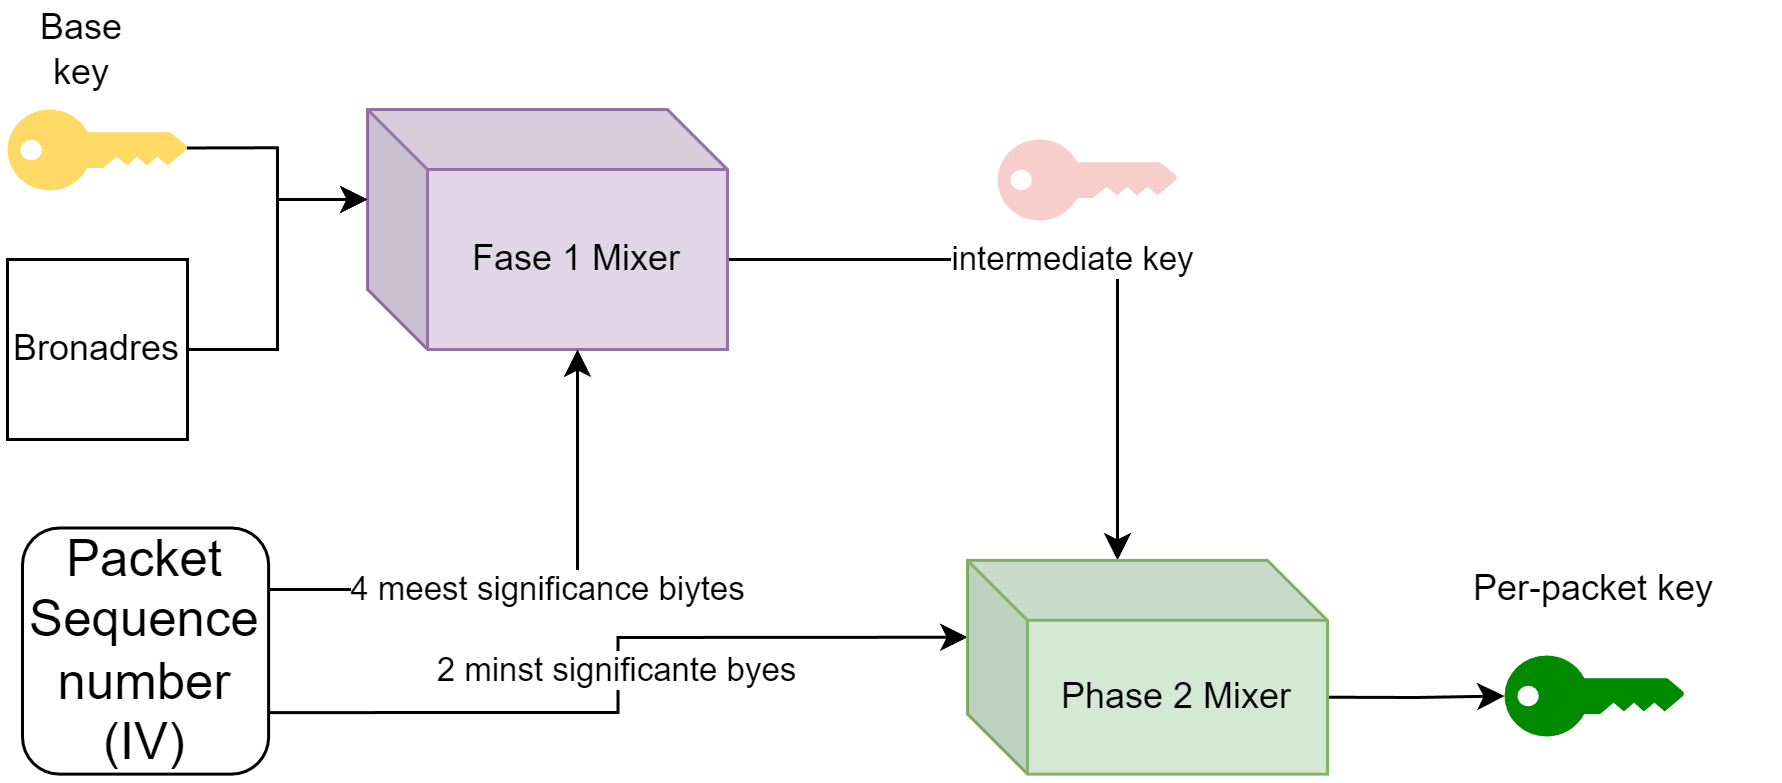 Base
key
Fase 1 Mixer
intermediate key
Bronadres
Packet
Sequence
number
(IV)
4 meest significance biytes
2 minst significante byes
Phase 2 Mixer
Per-packet key